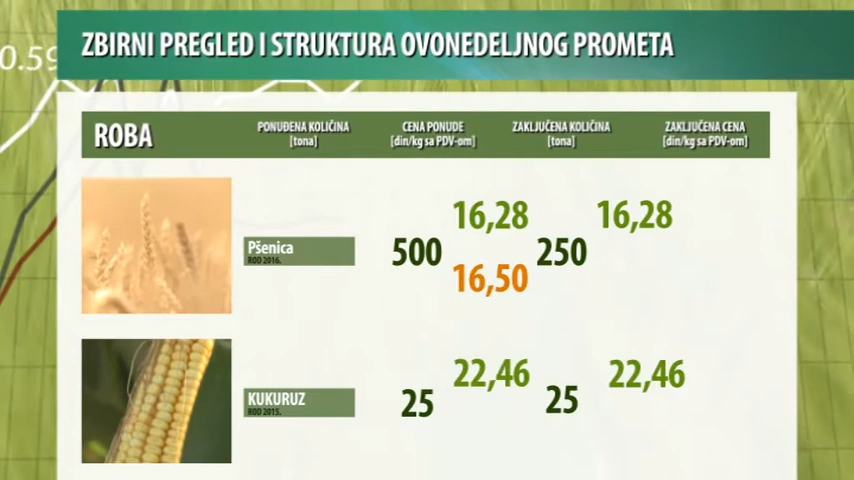 0.59
ZBIRNI PREGLED I STRUKTURA OVONEDELJNOG PROMETA
ROBA
PONUĐENA KOLIČINA
[tona]
CENA PONUDE
[din/kg sa PDV-om]
ZAKLJUČENA KOLIČINA
[tona]
ZAKLJUČENA CENA
[din/kg sa PDV-om]
Pšenica
ROD 2016.
500
16,28
16,50
250
16,28
KUKURUZ
ROD 2015.
25
22,46
25
22,46